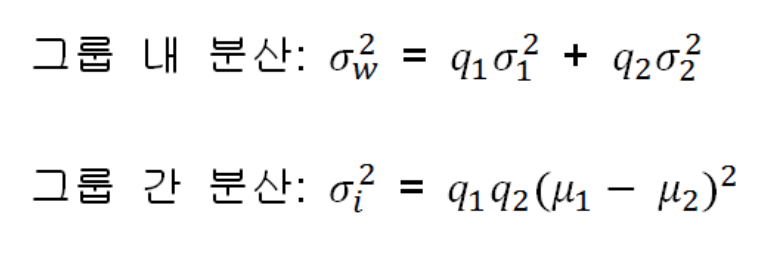 그룹 내 분산: σ_w^2 = q_1σ_1^2 + q_2σ_2^2
그룹 간 분산: σ_i^2 = q_1q_2(μ_1 − μ_2)^2